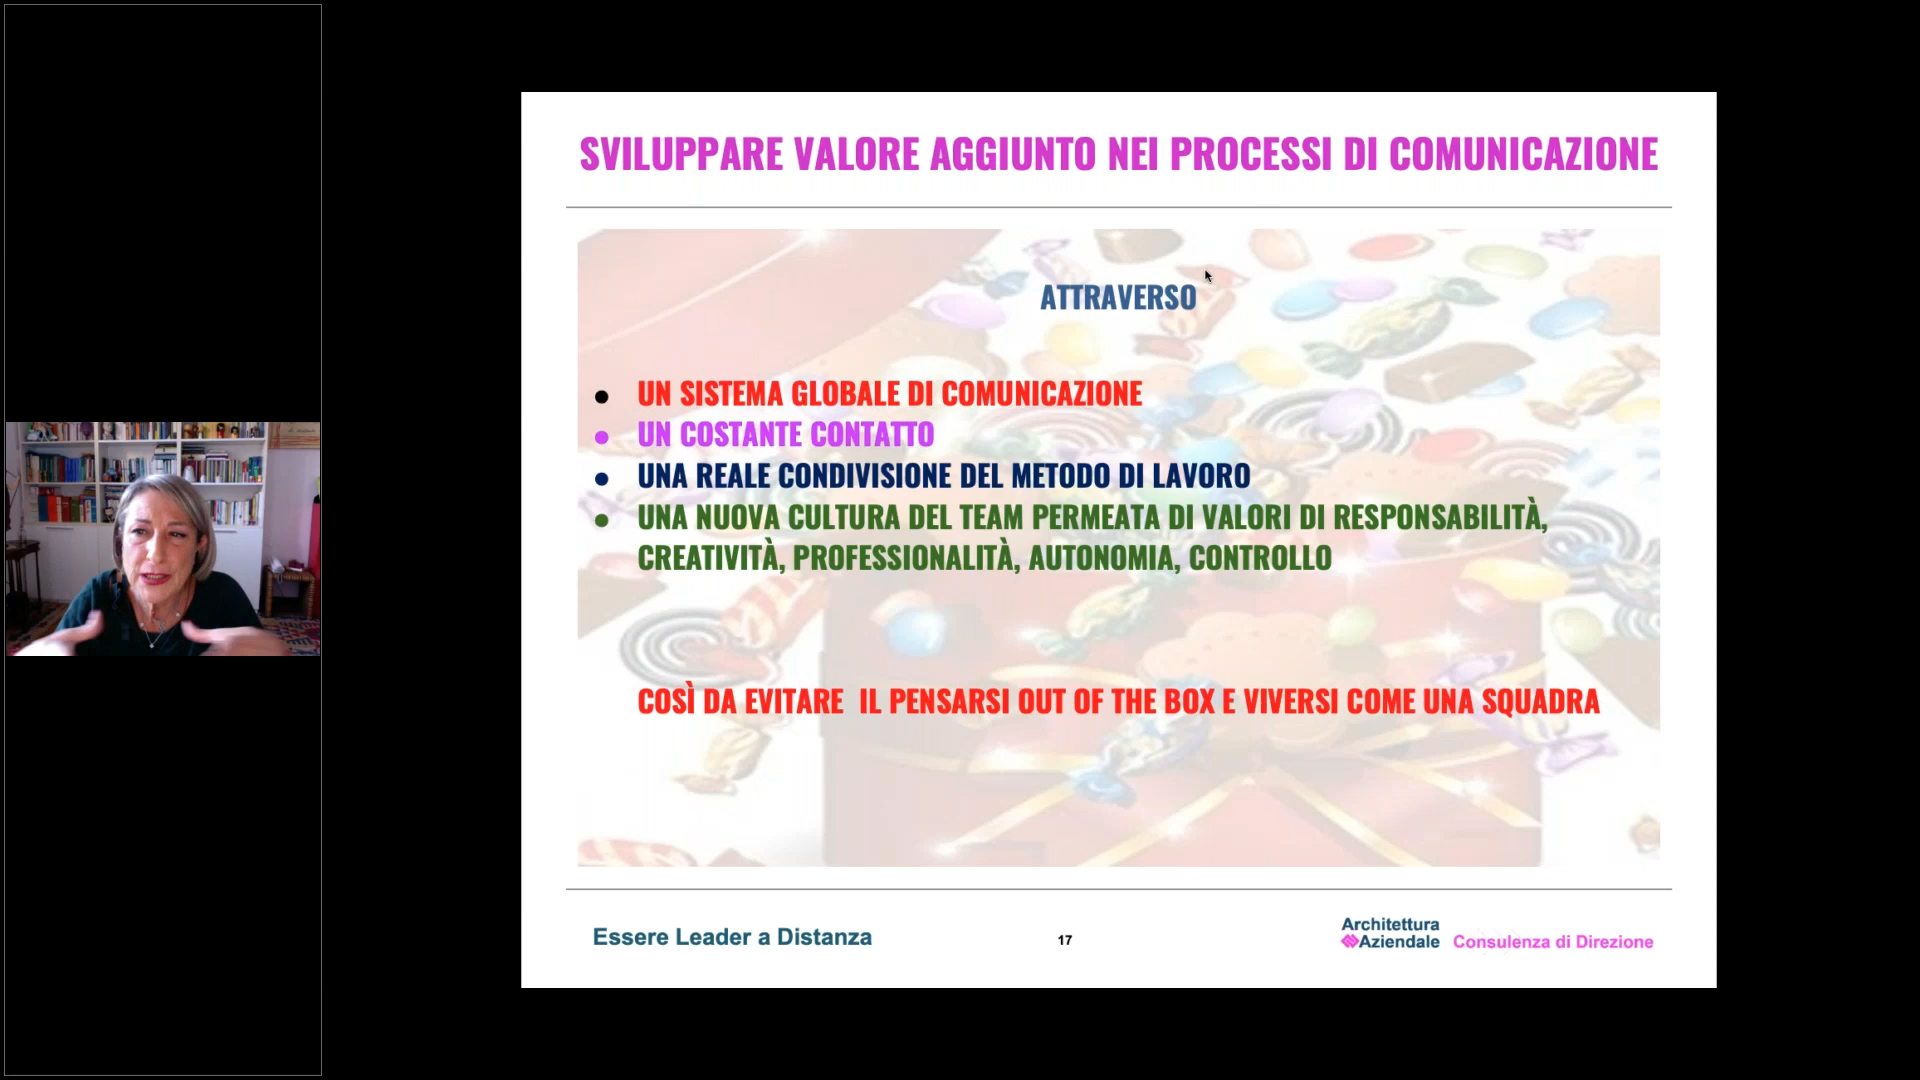 SVILUPPARE VALORE AGGIUNTO NEI PROCESSI DI COMUNICAZIONE
ATTRAVERSO
● UN SISTEMA GLOBALE DI COMUNICAZIONE
● UN COSTANTE CONTATTO
● UNA REALE CONDIVISIONE DEL METODO DI LAVORO
● UNA NUOVA CULTURA DEL TEAM PERMEATA DI VALORI DI RESPONSABILITÀ,
CREATIVITÀ, PROFESSIONALITÀ, AUTONOMIA, CONTROLLO
COSÌ DA EVITARE IL PENSARSI OUT OF THE BOX E VIVERSI COME UNA SQUADRA
Essere Leader a Distanza
17
Architettura
Aziendale Consulenza di Direzione